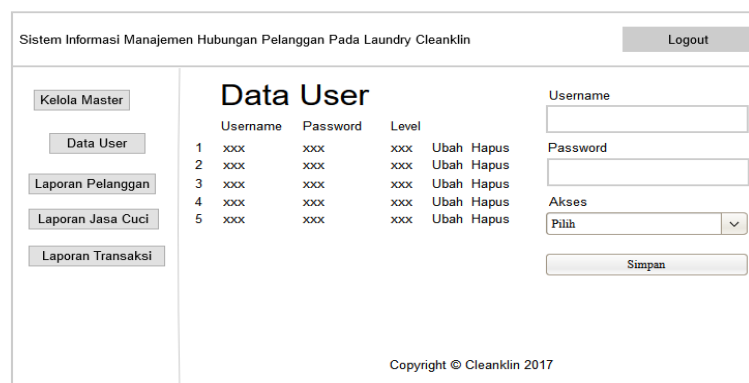 Sistem Informasi Manajemen Hubungan Pelanggan Pada Laundry Cleanklin
Logout
Kelola Master
Data User
Laporan Pelanggan
Laporan Jasa Cuci
Laporan Transaksi
Data User
Username Password Level
1 xxx xxx xxx Ubah Hapus
2 xxx xxx xxx Ubah Hapus
3 xxx xxx xxx Ubah Hapus
4 xxx xxx xxx Ubah Hapus
5 xxx xxx xxx Ubah Hapus
Username
Password
Akses
Pilih
Simpan
Copyright © Cleanklin 2017